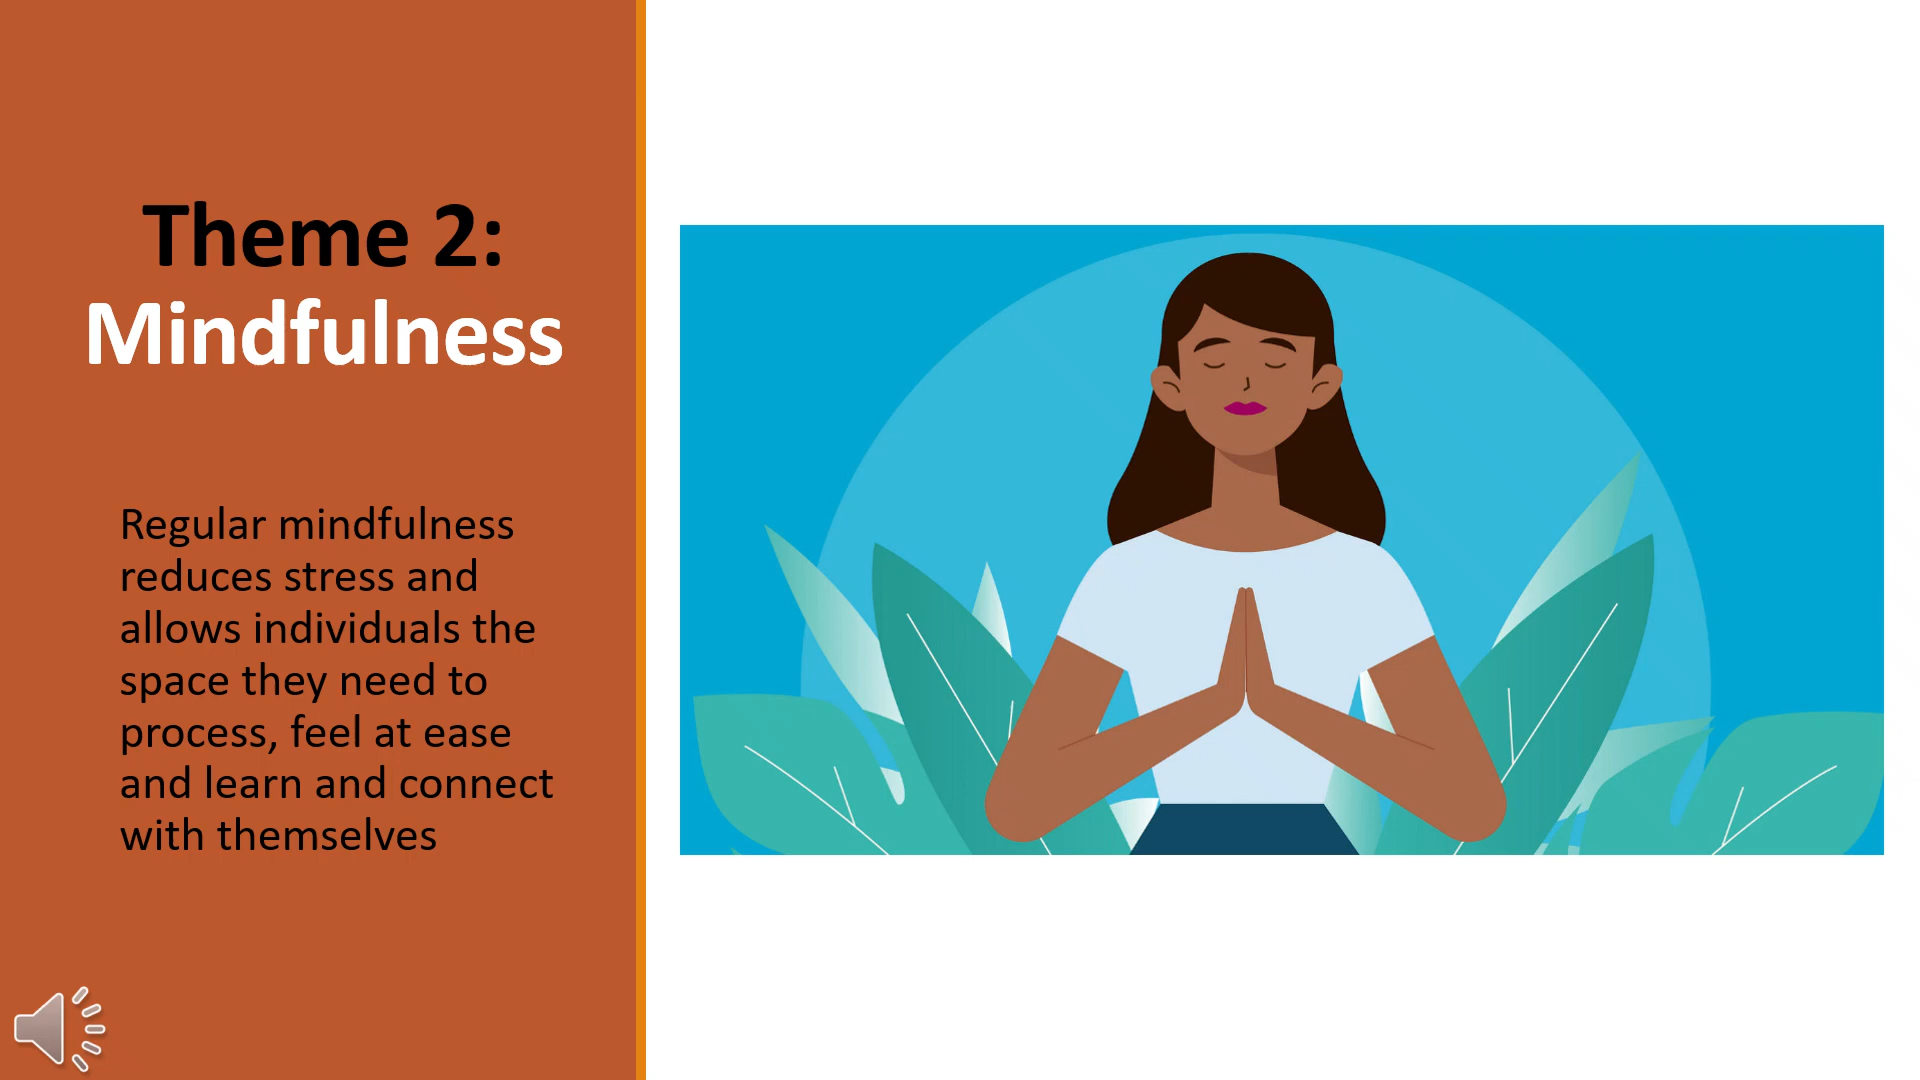 Theme 2:
Mindfulness
Regular mindfulness
reduces stress and
allows individuals the
space they need to
process, feel at ease
and learn and connect
with themselves